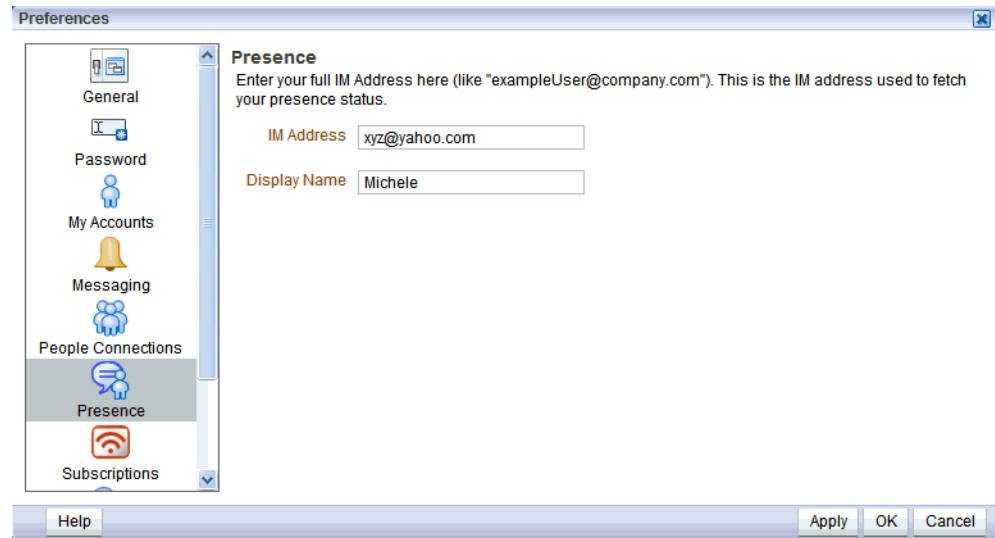 Preferences
General
Password
My Accounts
Messaging
People Connections
Presence
Subscriptions
Presence
Enter your full IM Address here (like "exampleUser@company.com"). This is the IM address used to fetch
your presence status.
IM Address xyz@yahoo.com
Display Name Michele
Help Apply OK Cancel